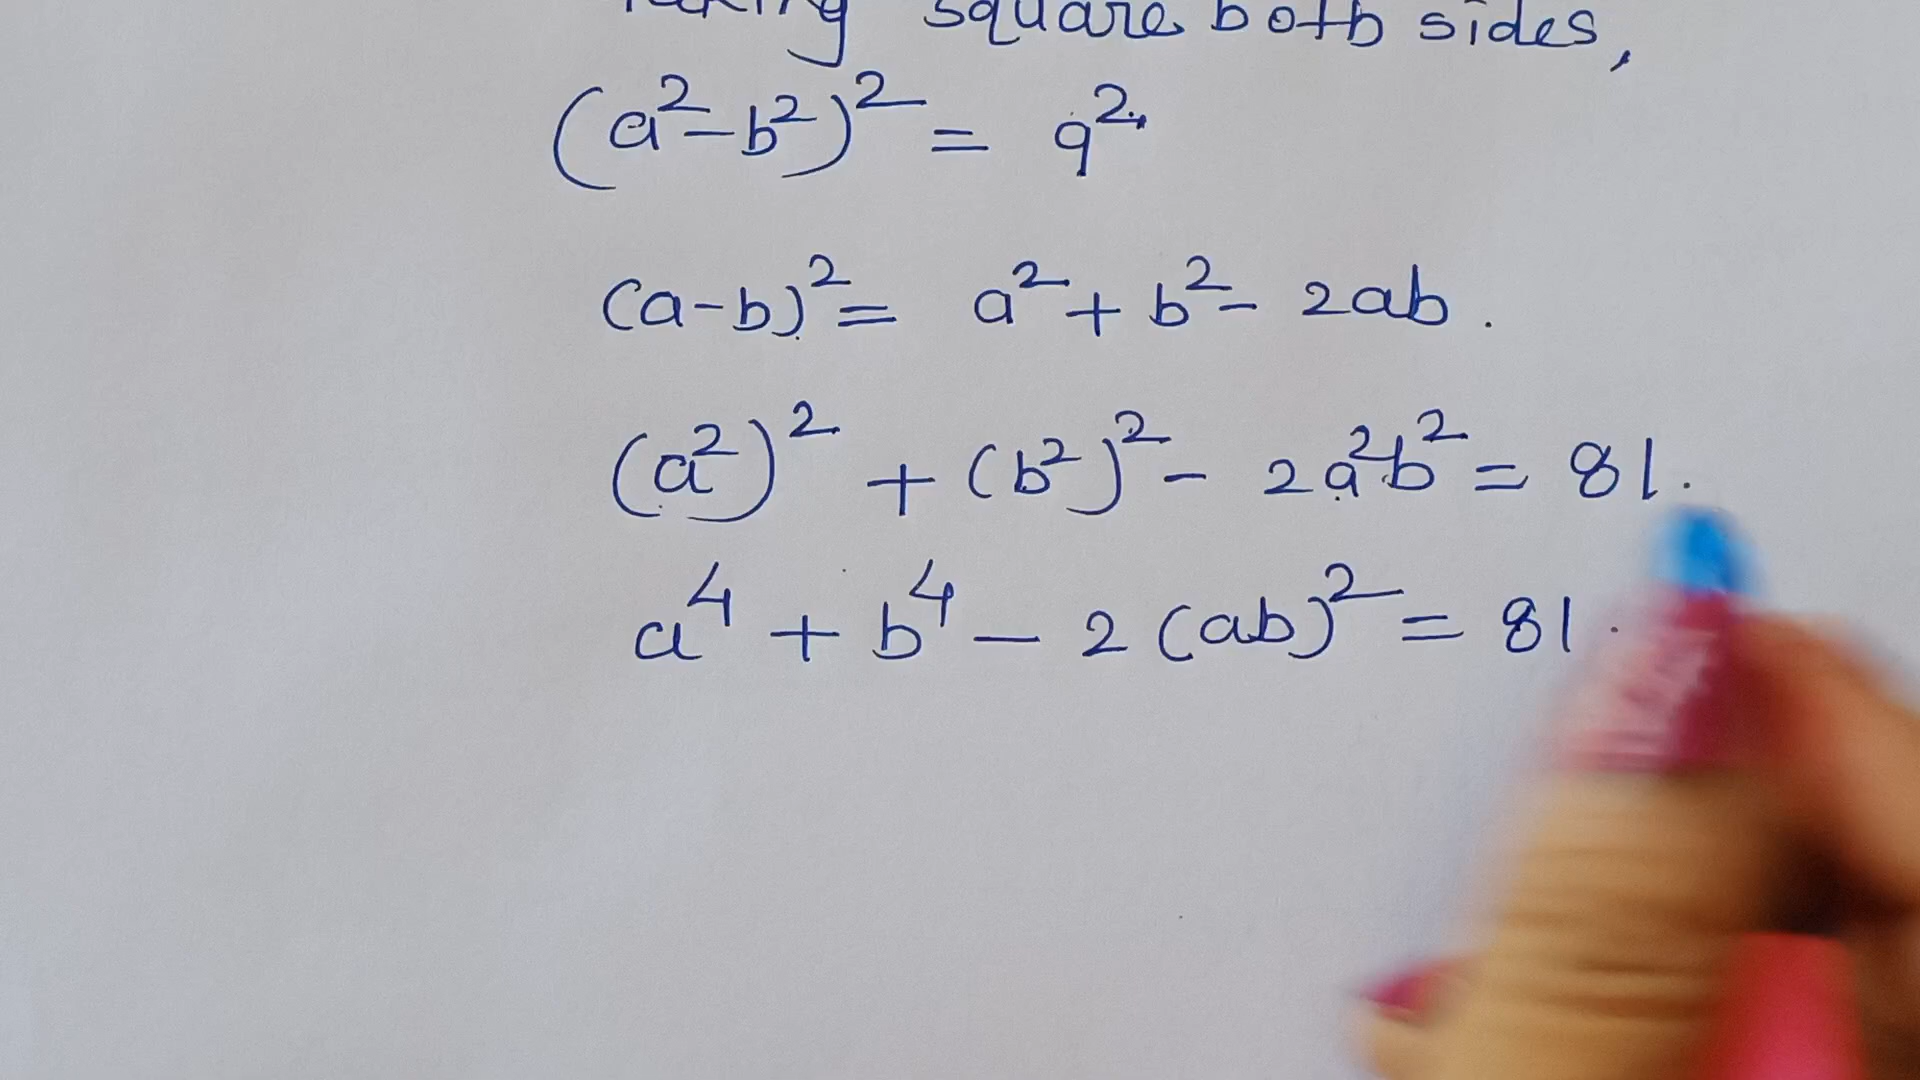 Taking square both sides,
(a²-b²)² = 9²
(a-b)² = a² + b² - 2ab.
(a²)² + (b²)² - 2a²b² = 81.
a⁴ + b⁴ - 2(ab)² = 81.